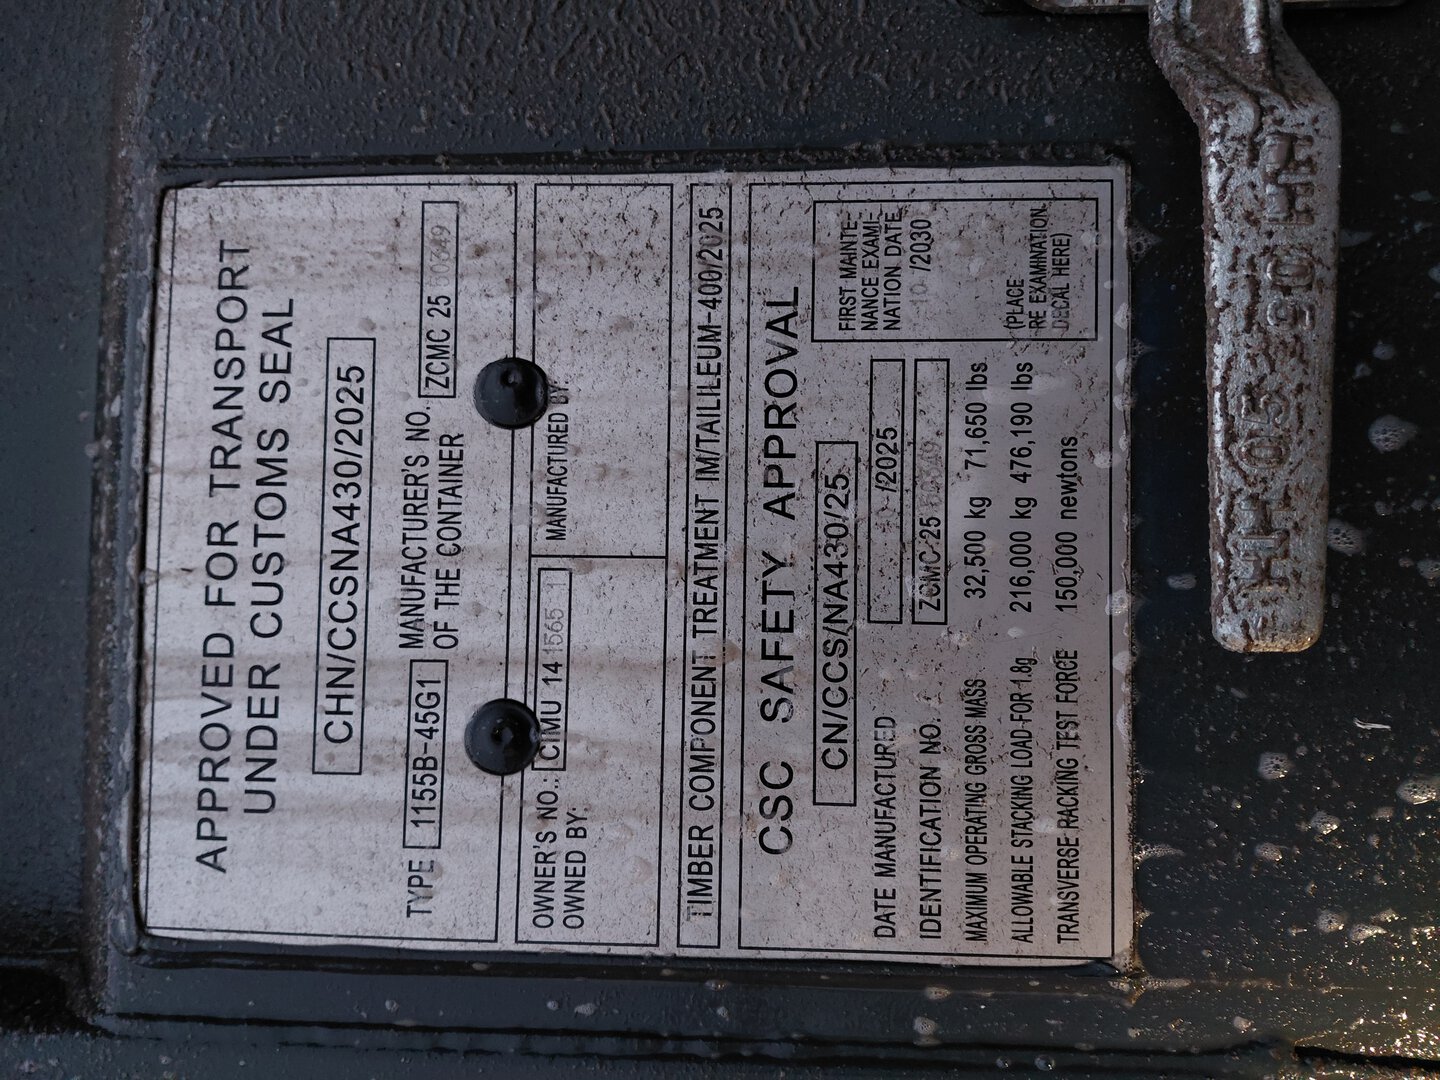 APPROVED FOR TRANSPORT
UNDER CUSTOMS SEAL
CHN/CCSNA430/2025
TYPE 1155B-45G1 MANUFACTURER'S NO. OF THE CONTAINER ZCMC 25 00649
OWNER'S NO.: CIMU 14 1565 1
OWNED BY:
MANUFACTURED BY:
TIMBER COMPONENT TREATMENT IM/TAILILEUM-400/2025
CSC SAFETY APPROVAL
CN/CCS/NA430/25
DATE MANUFACTURED /2025
IDENTIFICATION NO. ZCMC 25
MAXIMUM OPERATING GROSS MASS 32,500 kg 71,650 lbs
ALLOWABLE STACKING LOAD FOR 1.8g 216,000 kg 476,190 lbs
TRANSVERSE RACKING TEST FORCE 150,000 newtons
FIRST MAINTE-
NANCE EXAMI-
NATION DATE
10 /2030
(PLACE
RE EXAMINATION
DECAL HERE)